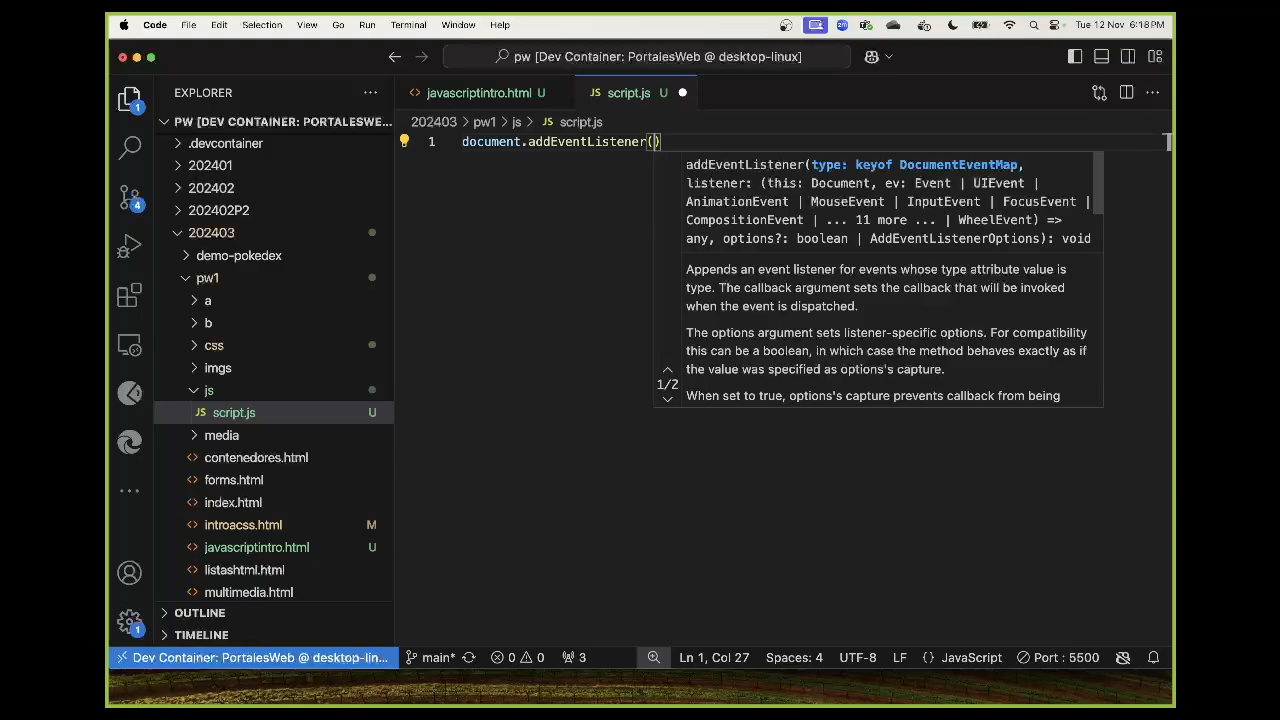 Code File Edit Selection View Go Run Terminal Window Help Tue 12 Nov 6:18 PM
pw [Dev Container: PortalesWeb @ desktop-linux]
EXPLORER
javascriptintro.html U
JS script.js U
PW [DEV CONTAINER: PORTALESWE...
202403 > pw1 > js > JS script.js
1 document.addEventListener()
.devcontainer
202401
202402
202402P2
202403
demo-pokedex
pw1
a
b
css
imgs
js
JS script.js U
media
contenedores.html
forms.html
index.html
introacss.html M
javascriptintro.html U
listashtml.html
multimedia.html
OUTLINE
TIMELINE
1
4
1
addEventListener(type: keyof DocumentEventMap,
listener: (this: Document, ev: Event | UIEvent |
AnimationEvent | MouseEvent | InputEvent | FocusEvent |
CompositionEvent | ... 11 more ... | WheelEvent) =>
any, options?: boolean | AddEventListenerOptions): void
Appends an event listener for events whose type attribute value is
type. The callback argument sets the callback that will be invoked
when the event is dispatched.
The options argument sets listener-specific options. For compatibility
this can be a boolean, in which case the method behaves exactly as if
the value was specified as options's capture.
1/2
When set to true, options's capture prevents callback from being
Dev Container: PortalesWeb @ desktop-lin... main* 0 0 3 Ln 1, Col 27 Spaces: 4 UTF-8 LF {} JavaScript Port : 5500